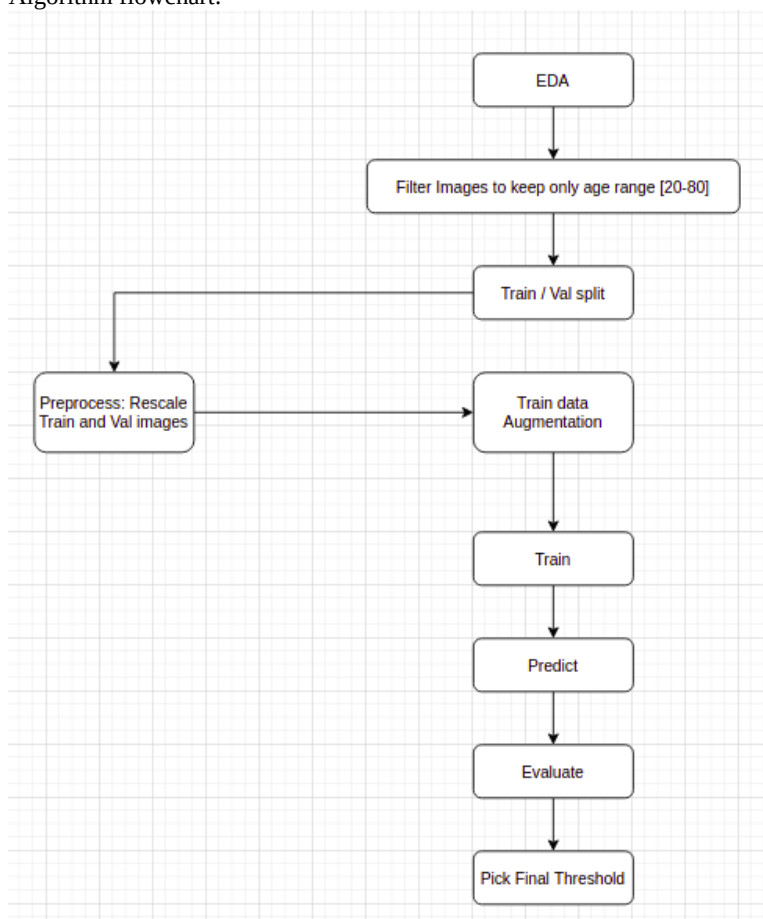 Algorithm flowchart:
EDA
Filter Images to keep only age range [20-80]
Train / Val split
Preprocess: Rescale
Train and Val images
Train data
Augmentation
Train
Predict
Evaluate
Pick Final Threshold